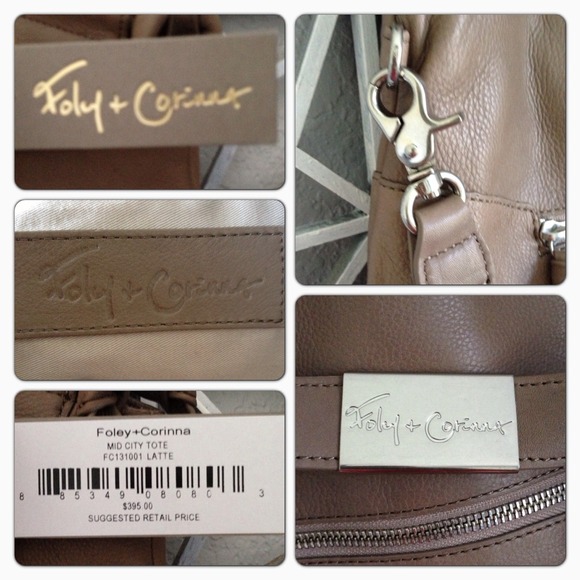 Foley + Corinna
Foley + Corinna
Foley+Corinna
MID CITY TOTE
FC131001 LATTE
8 85349 08080 3
$395.00
SUGGESTED RETAIL PRICE
Foley + Corinna